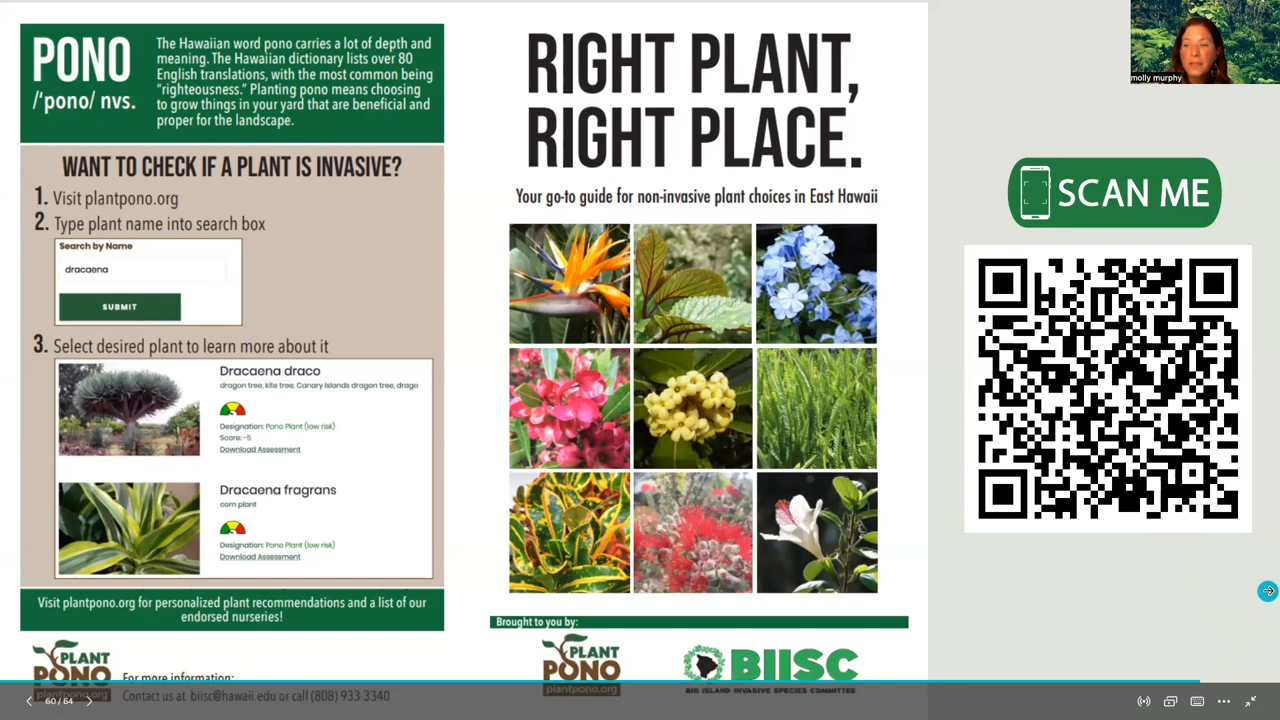 PONO
/ˈpono/ nvs.
The Hawaiian word pono carries a lot of depth and
meaning. The Hawaiian dictionary lists over 80
English translations, with the most common being
"righteousness." Planting pono means choosing
to grow things in your yard that are beneficial and
proper for the landscape.
WANT TO CHECK IF A PLANT IS INVASIVE?
1. Visit plantpono.org
2. Type plant name into search box
Search by Name
dracaena
SUBMIT
3. Select desired plant to learn more about it
Dracaena draco
dragon tree, kite tree, Canary Islands dragon tree, drago
Designation: Pono Plant (low risk)
Score: -5
Download Assessment
Dracaena fragrans
corn plant
Designation: Pono Plant (low risk)
Download Assessment
Visit plantpono.org for personalized plant recommendations and a list of our
endorsed nurseries!
PLANT
PONO
plantpono.org
For more information:
Contact us at biisc@hawaii.edu or call (808) 933-3340
RIGHT PLANT,
RIGHT PLACE.
Your go-to guide for non-invasive plant choices in East Hawaii
Brought to you by:
PLANT
PONO
plantpono.org
BIISC
BIG ISLAND INVASIVE SPECIES COMMITTEE
molly murphy
SCAN ME
60 / 64